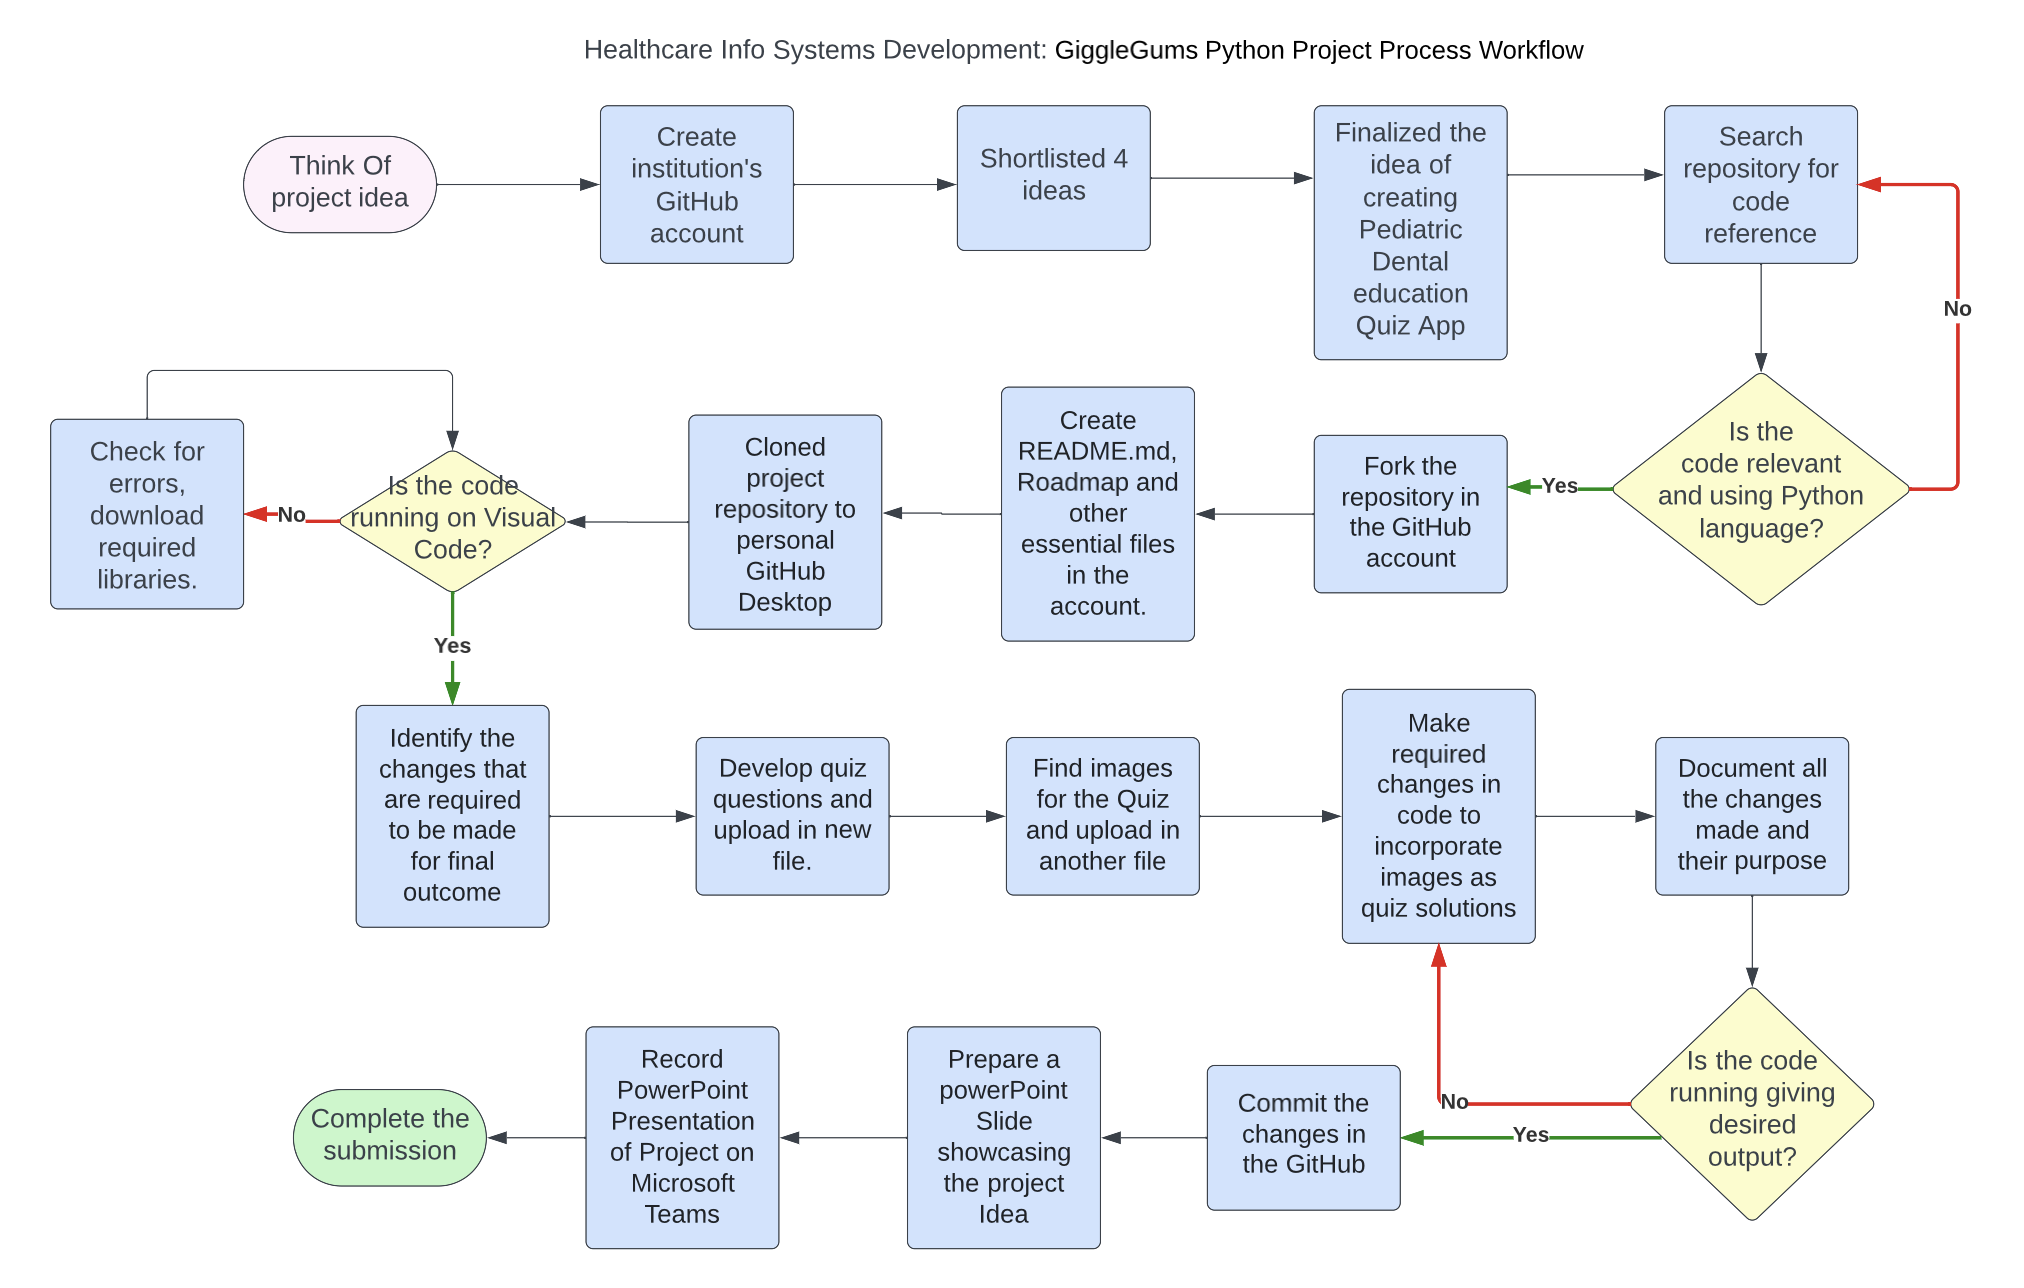 Healthcare Info Systems Development: GiggleGums Python Project Process Workflow
Think Of
project idea
Create
institution's
GitHub
account
Shortlisted 4
ideas
Finalized the
idea of
creating
Pediatric
Dental
education
Quiz App
Search
repository for
code
reference
No
Is the
code relevant
and using Python
language?
Yes
Fork the
repository in
the GitHub
account
Create
README.md,
Roadmap and
other
essential files
in the
account.
Cloned
project
repository to
personal
GitHub
Desktop
Is the code
running on Visual
Code?
No
Check for
errors,
download
required
libraries.
Yes
Identify the
changes that
are required
to be made
for final
outcome
Develop quiz
questions and
upload in new
file.
Find images
for the Quiz
and upload in
another file
Make
required
changes in
code to
incorporate
images as
quiz solutions
Document all
the changes
made and
their purpose
Is the code
running giving
desired
output?
No
Yes
Commit the
changes in
the GitHub
Prepare a
powerPoint
Slide
showcasing
the project
Idea
Record
PowerPoint
Presentation
of Project on
Microsoft
Teams
Complete the
submission